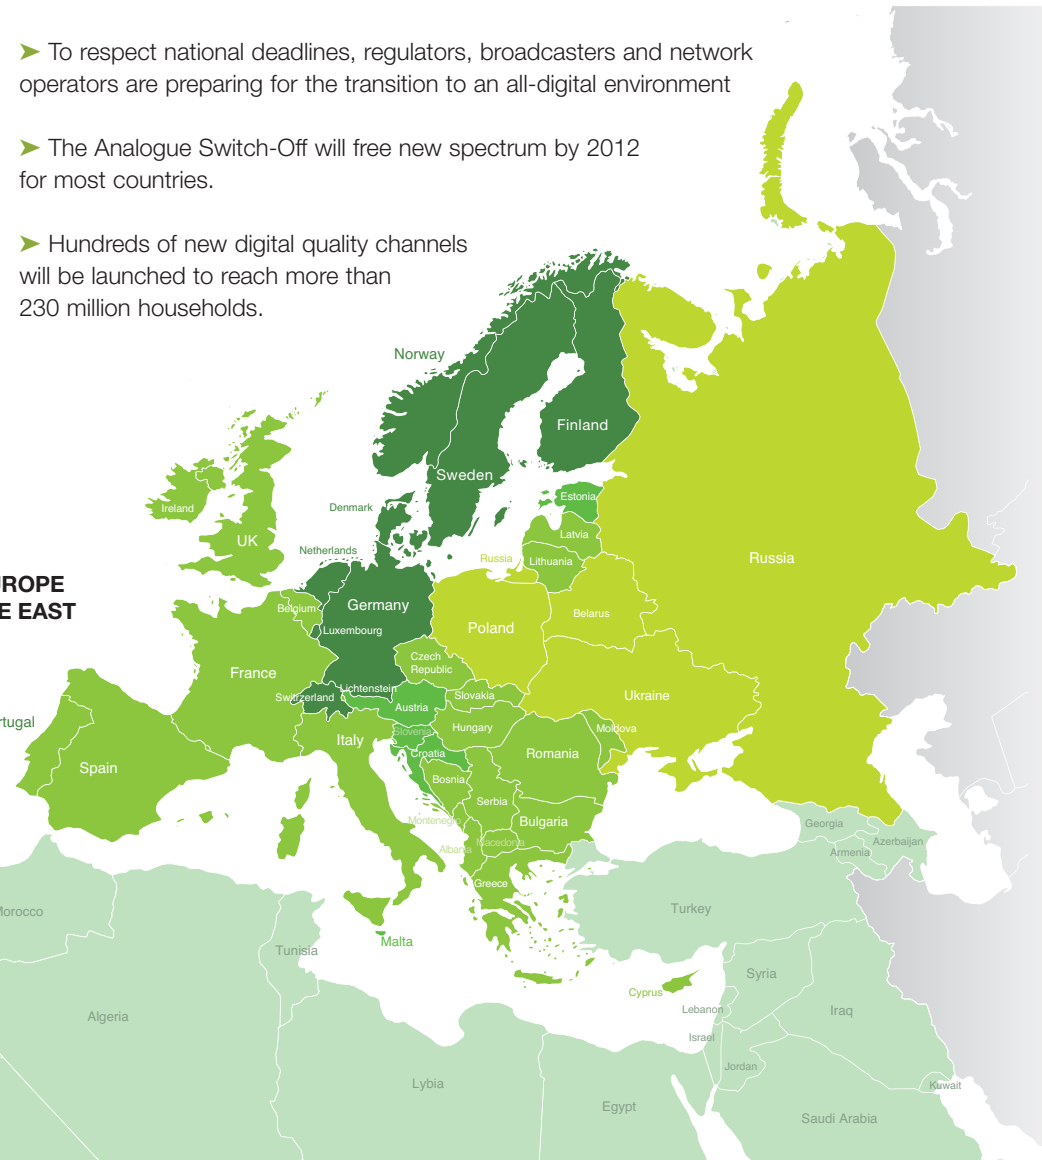 ➤ To respect national deadlines, regulators, broadcasters and network
operators are preparing for the transition to an all-digital environment
➤ The Analogue Switch-Off will free new spectrum by 2012
for most countries.
➤ Hundreds of new digital quality channels
will be launched to reach more than
230 million households.
Norway
Finland
Sweden
Estonia
Denmark
Ireland
Latvia
UK
Netherlands
Russia
Lithuania
Russia
UROPE
E EAST
Belgium
Germany
Belarus
Luxembourg
Poland
Czech
Republic
France
Lichtenstein
Switzerland
Slovakia
Ukraine
Austria
rtugal
Slovenia
Hungary
Moldova
Italy
Croatia
Romania
Spain
Bosnia
Serbia
Montenegro
Bulgaria
Georgia
Macedonia
Azerbaijan
Albania
Armenia
Greece
Morocco
Turkey
Malta
Tunisia
Syria
Cyprus
Lebanon
Iraq
Algeria
Israel
Jordan
Lybia
Kuwait
Egypt
Saudi Arabia